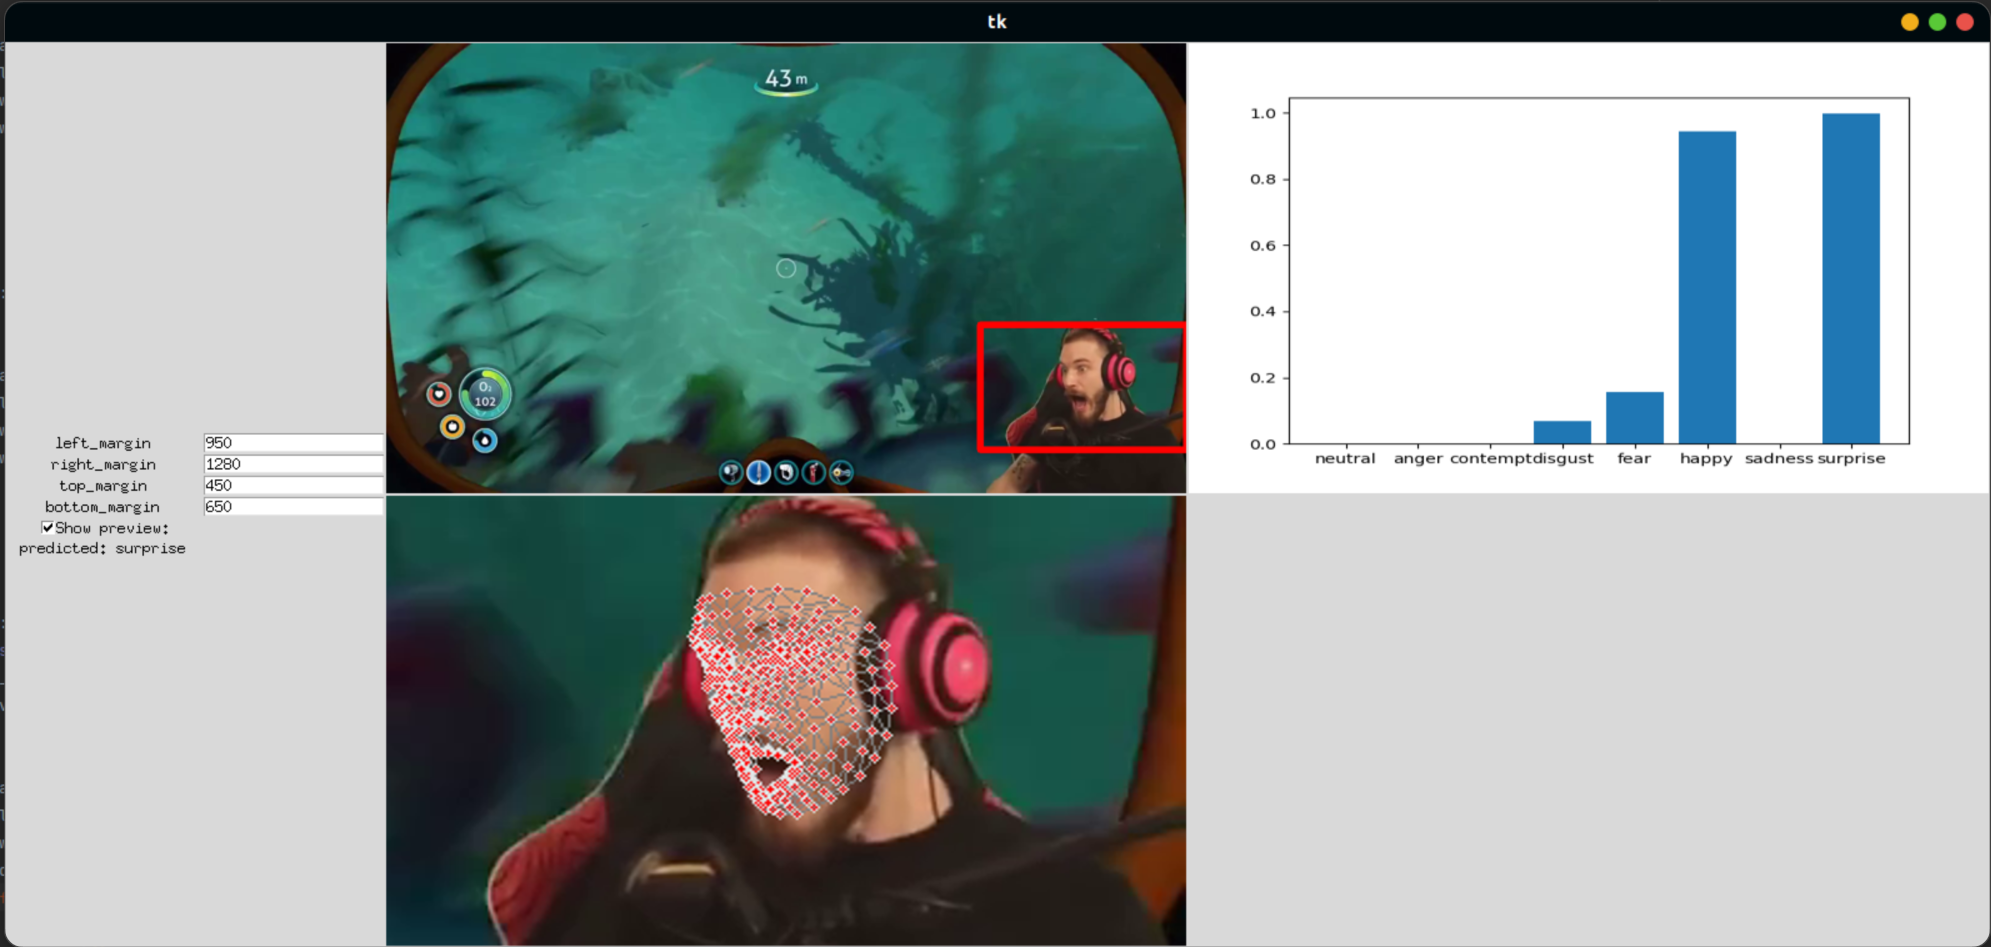 tk
left_margin 950
right_margin 1280
top_margin 450
bottom_margin 650
Show preview:
predicted: surprise
43 m
O₂
102
1.0
0.8
0.6
0.4
0.2
0.0
neutral anger contempt disgust fear happy sadness surprise